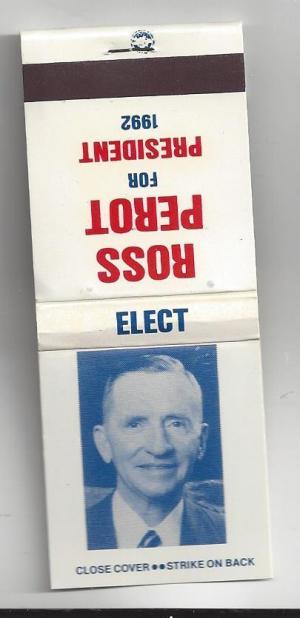 ELECT
ROSS
PEROT
FOR
PRESIDENT
1992
CLOSE COVER ●● STRIKE ON BACK